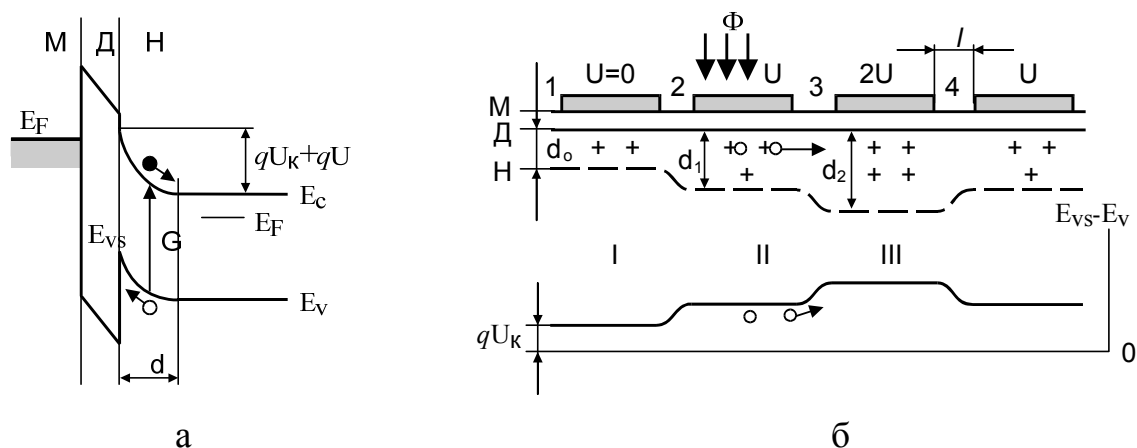 М Д Н
E_F
qU_K+qU
E_c
E_F
E_VS
G
E_V
d
а
Φ
l
1 U=0 2 U 3 2U 4 U
М
Д
Н
d_o
d_1
d_2
+ + + + + +
+ + + +
+ +
E_VS-E_V
I II III
qU_K
0
б